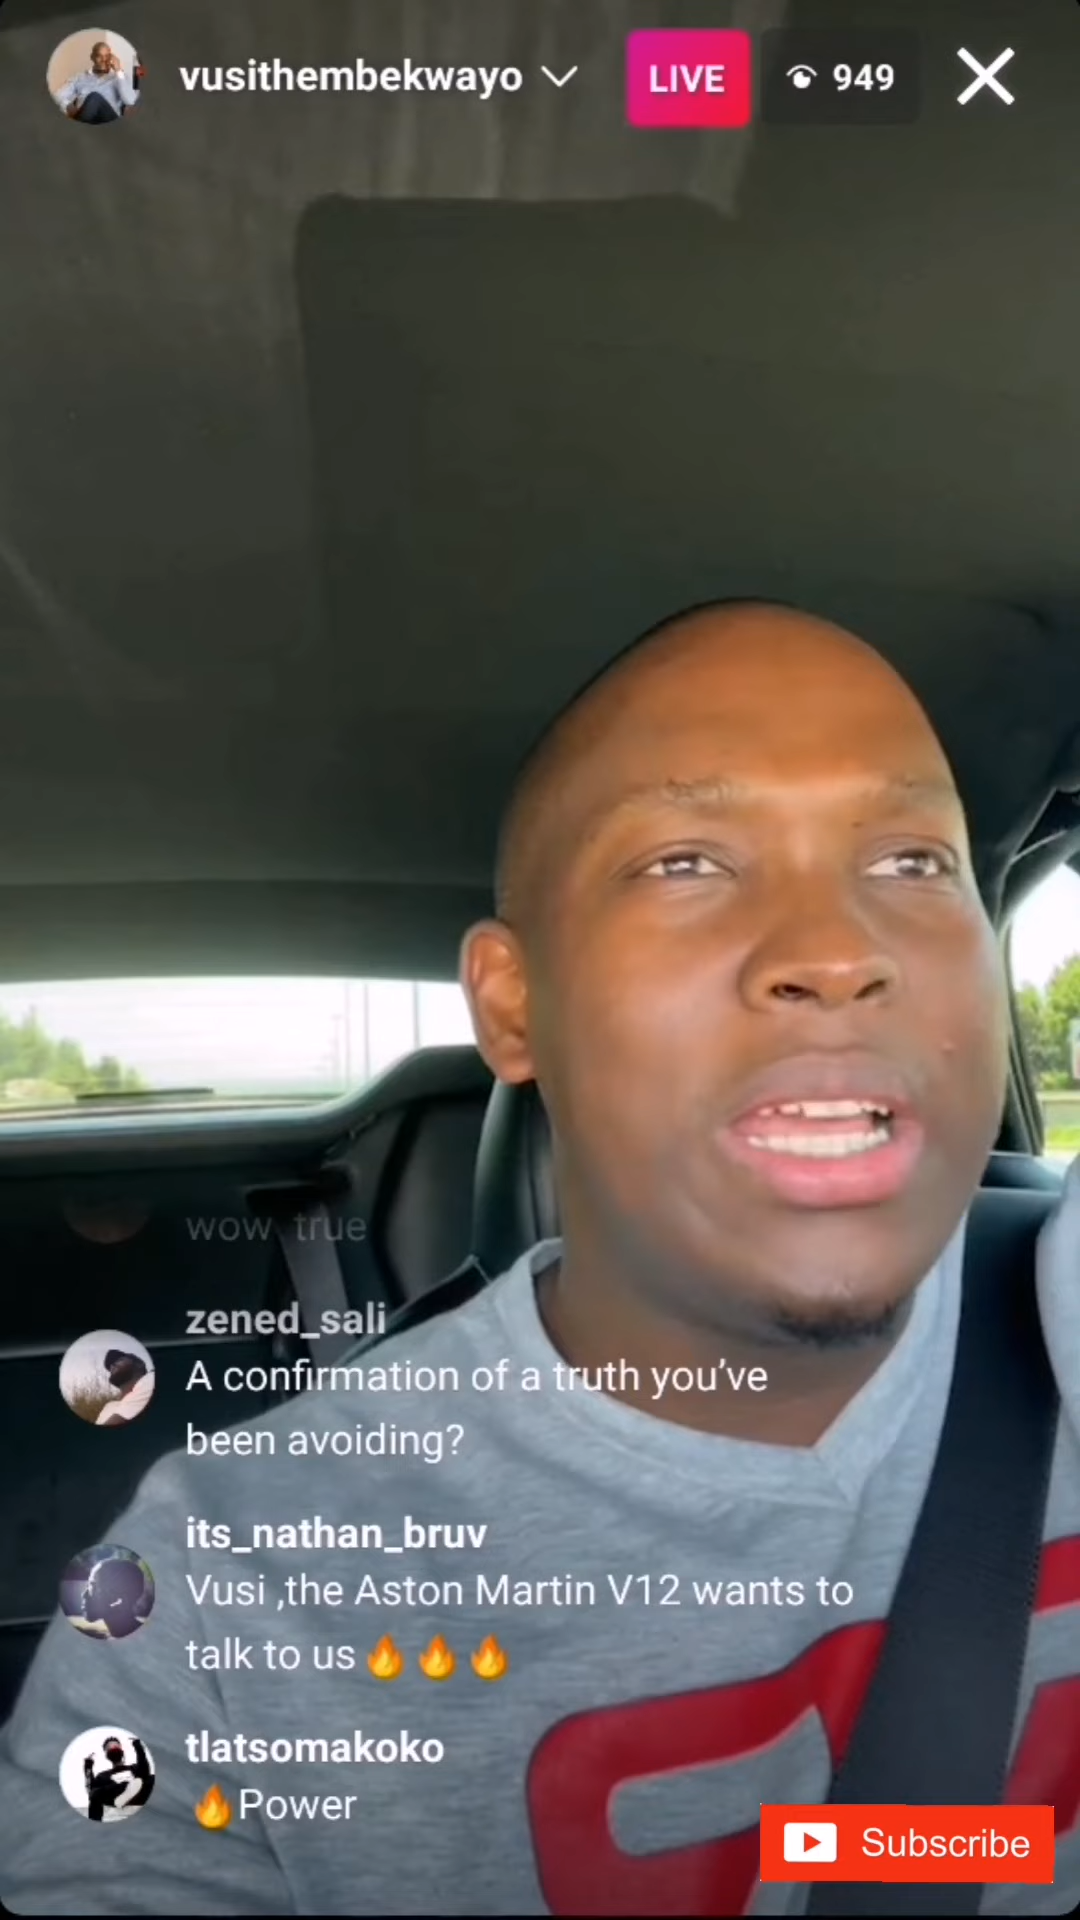 vusithembekwayo
LIVE
949
wow true
zened_sali
A confirmation of a truth you’ve
been avoiding?
its_nathan_bruv
Vusi ,the Aston Martin V12 wants to
talk to us🔥🔥🔥
tlatsomakoko
🔥Power
Subscribe